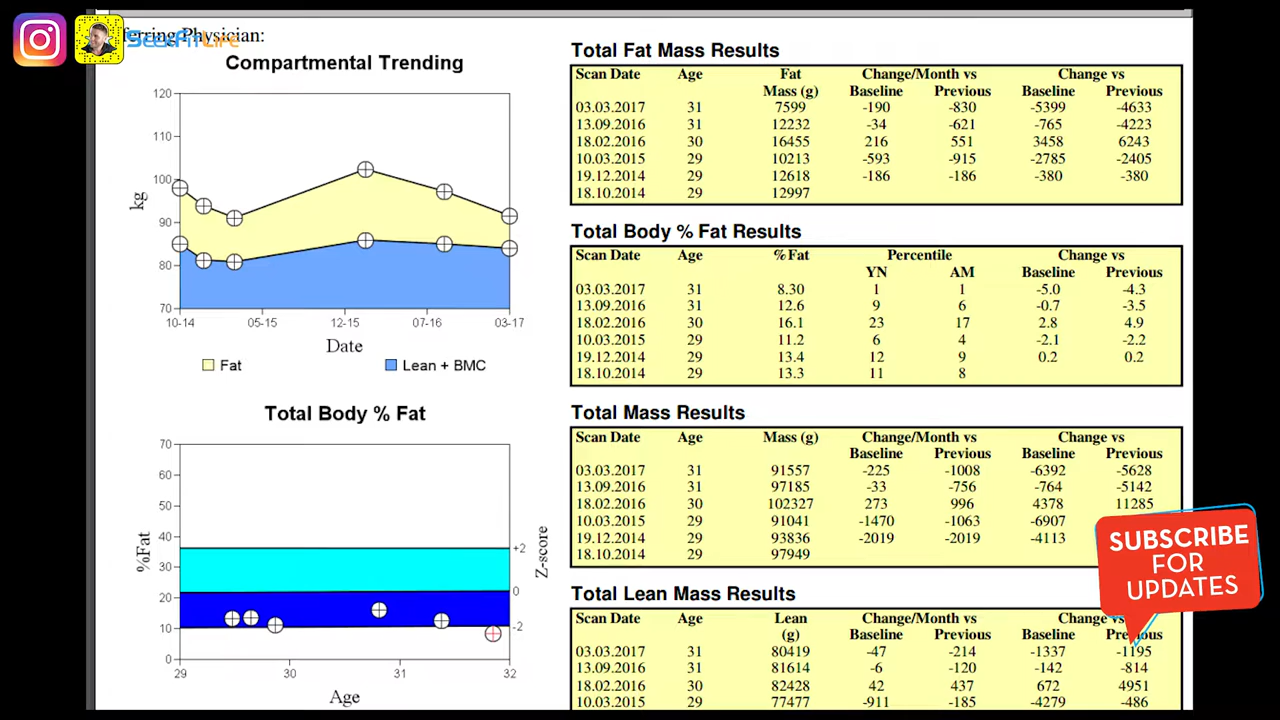 ferring Physician:
SeekFitLife
Compartmental Trending
120
110
100
90
80
70
kg
10-14 05-15 12-15 07-16 03-17
Date
Fat Lean + BMC
Total Body % Fat
70
60
50
40
30
20
10
0
%Fat
+2
0
-2
Z-score
29 30 31 32
Age
Total Fat Mass Results
Scan Date Age Fat Change/Month vs Change vs
Mass (g) Baseline Previous Baseline Previous
03.03.2017 31 7599 -190 -830 -5399 -4633
13.09.2016 31 12232 -34 -621 -765 -4223
18.02.2016 30 16455 216 551 3458 6243
10.03.2015 29 10213 -593 -915 -2785 -2405
19.12.2014 29 12618 -186 -186 -380 -380
18.10.2014 29 12997
Total Body % Fat Results
Scan Date Age %Fat Percentile Change vs
YN AM Baseline Previous
03.03.2017 31 8.30 1 1 -5.0 -4.3
13.09.2016 31 12.6 9 6 -0.7 -3.5
18.02.2016 30 16.1 23 17 2.8 4.9
10.03.2015 29 11.2 6 4 -2.1 -2.2
19.12.2014 29 13.4 12 9 0.2 0.2
18.10.2014 29 13.3 11 8
Total Mass Results
Scan Date Age Mass (g) Change/Month vs Change vs
Baseline Previous Baseline Previous
03.03.2017 31 91557 -225 -1008 -6392 -5628
13.09.2016 31 97185 -33 -756 -764 -5142
18.02.2016 30 102327 273 996 4378 11285
10.03.2015 29 91041 -1470 -1063 -6907
19.12.2014 29 93836 -2019 -2019 -4113
18.10.2014 29 97949
SUBSCRIBE
FOR
UPDATES
Total Lean Mass Results
Scan Date Age Lean Change/Month vs Change vs
(g) Baseline Previous Baseline Previous
03.03.2017 31 80419 -47 -214 -1337 -1195
13.09.2016 31 81614 -6 -120 -142 -814
18.02.2016 30 82428 42 437 672 4951
10.03.2015 29 77477 -911 -185 -4279 -486